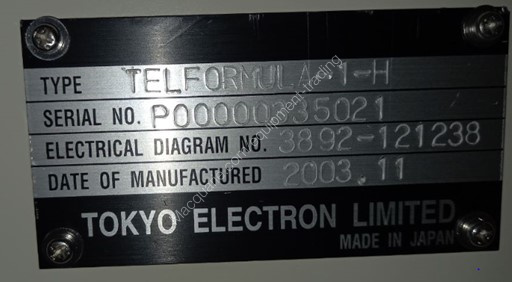 TYPE TELFORMULA-1-H
SERIAL NO. P00000335021
ELECTRICAL DIAGRAM NO. 3892-121238
DATE OF MANUFACTURED 2003.11
TOKYO ELECTRON LIMITED
MADE IN JAPAN